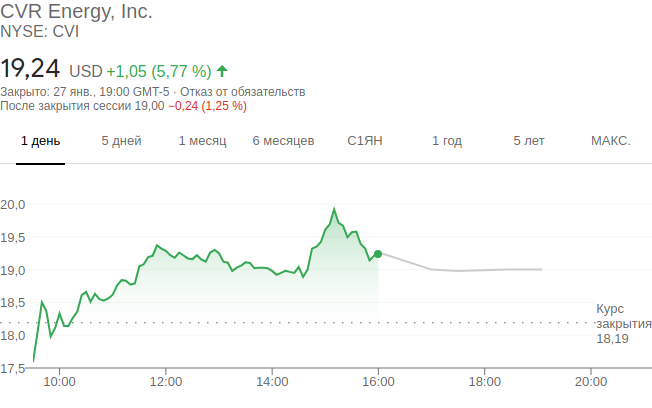 CVR Energy, Inc.
NYSE: CVI
19,24 USD +1,05 (5,77 %)
Закрыто: 27 янв., 19:00 GMT-5 · Отказ от обязательств
После закрытия сессии 19,00 −0,24 (1,25 %)
1 день 5 дней 1 месяц 6 месяцев С1ЯН 1 год 5 лет МАКС.
20,0
19,5
19,0
18,5
Курс
закрытия
18,19
18,0
17,5
10:00 12:00 14:00 16:00 18:00 20:00